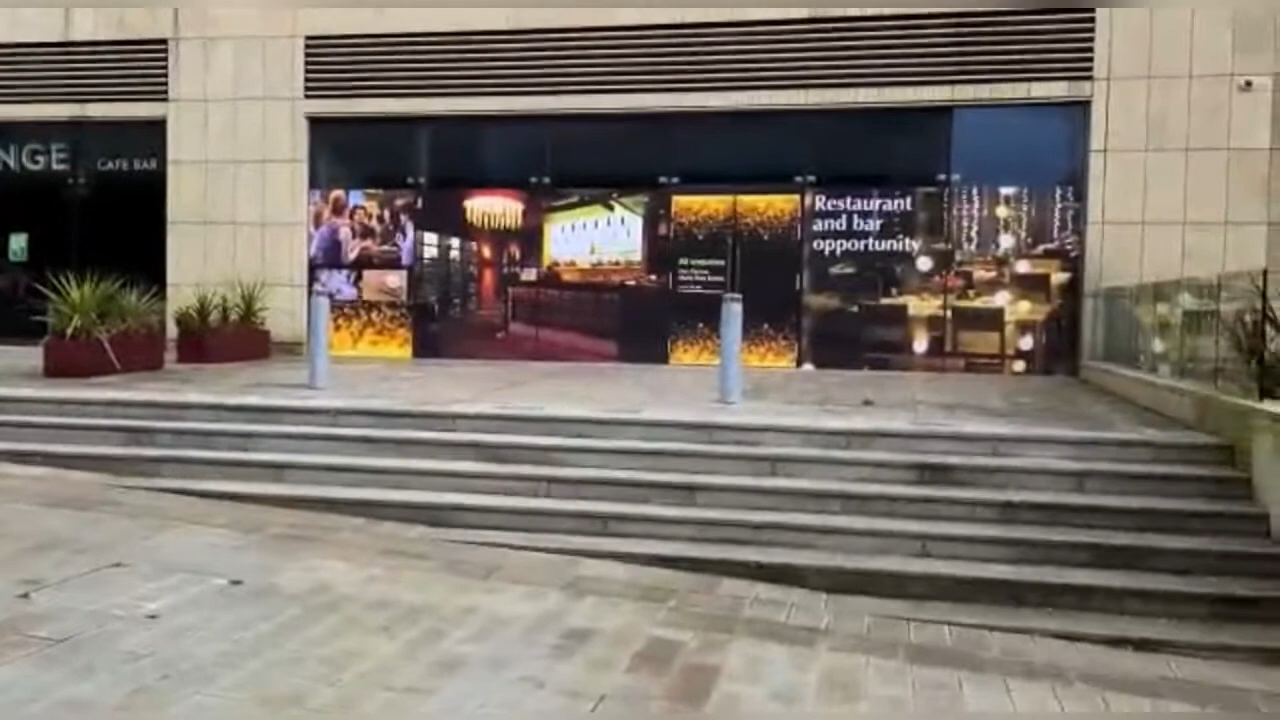 NGE CAFE BAR
Restaurant
and bar
opportunity
All enquiries